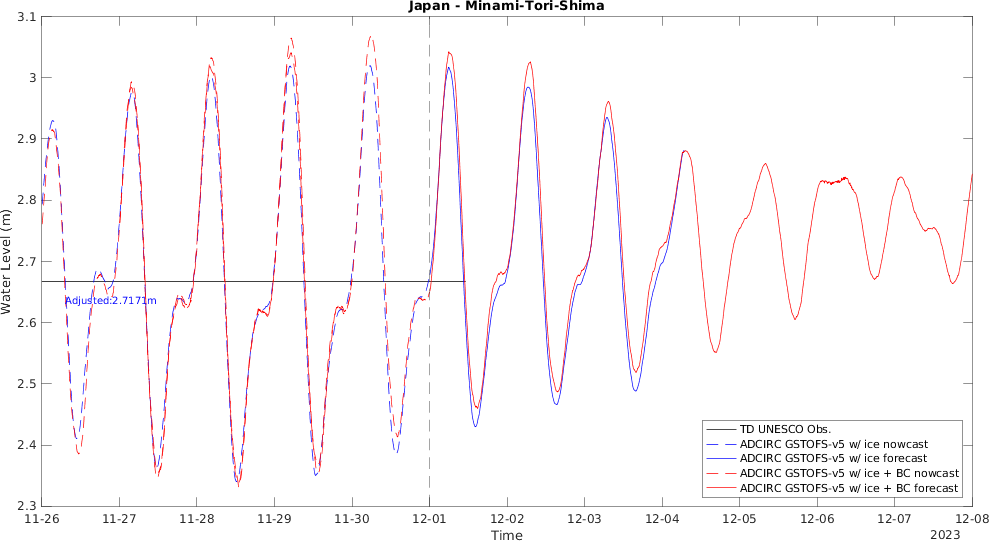 Japan - Minami-Tori-Shima
3.1
3
2.9
2.8
2.7
2.6
2.5
2.4
2.3
Water Level (m)
Adjusted:2.7171m
TD UNESCO Obs.
ADCIRC GSTOFS-v5 w/ ice nowcast
ADCIRC GSTOFS-v5 w/ ice forecast
ADCIRC GSTOFS-v5 w/ ice + BC nowcast
ADCIRC GSTOFS-v5 w/ ice + BC forecast
11-26 11-27 11-28 11-29 11-30 12-01 12-02 12-03 12-04 12-05 12-06 12-07 12-08
Time
2023